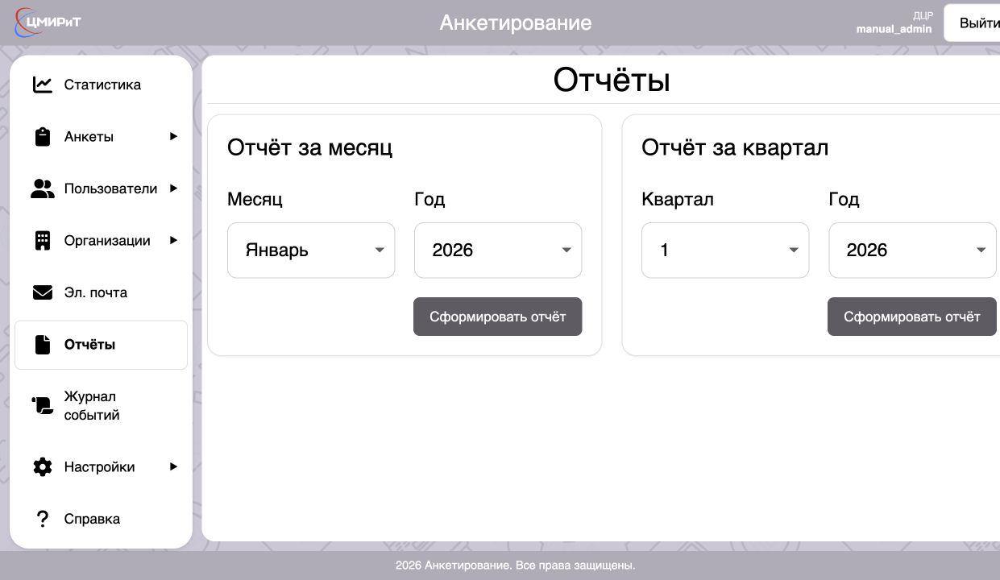 ЦМИРиТ
Анкетирование
ДЦР
manual_admin
Выйти
Статистика
Анкеты
Пользователи
Организации
Эл. почта
Отчёты
Журнал
событий
Настройки
Справка
Отчёты
Отчёт за месяц
Месяц
Год
Январь
2026
Сформировать отчёт
Отчёт за квартал
Квартал
Год
1
2026
Сформировать отчёт
2026 Анкетирование. Все права защищены.